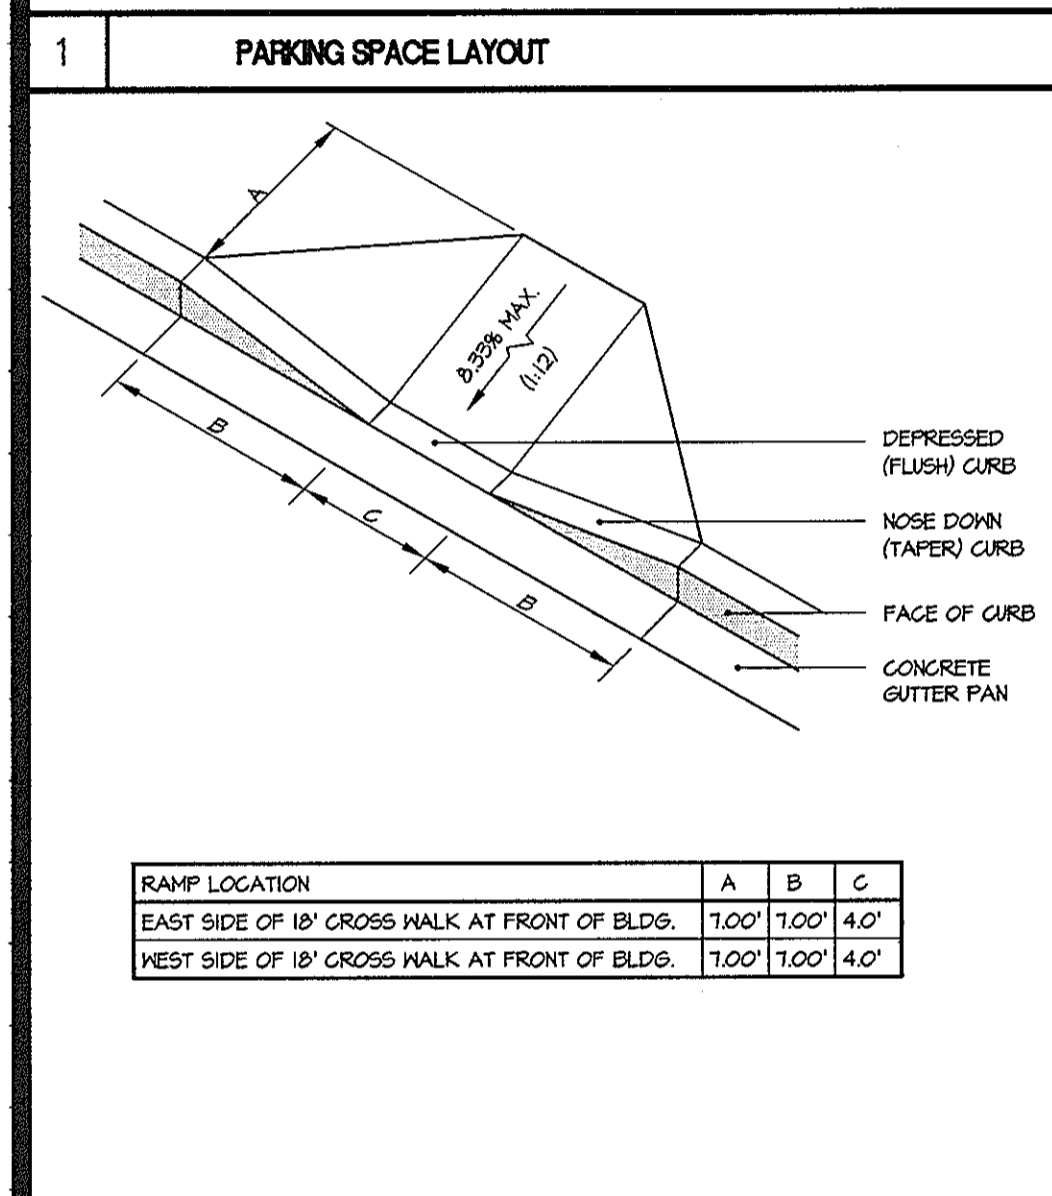 1 PARKING SPACE LAYOUT
A
8.33% MAX.
(1:12)
B
C
B
DEPRESSED
(FLUSH) CURB
NOSE DOWN
(TAPER) CURB
FACE OF CURB
CONCRETE
GUTTER PAN
RAMP LOCATION A B C
EAST SIDE OF 18' CROSS WALK AT FRONT OF BLDG. 7.00' 7.00' 4.0'
WEST SIDE OF 18' CROSS WALK AT FRONT OF BLDG. 7.00' 7.00' 4.0'